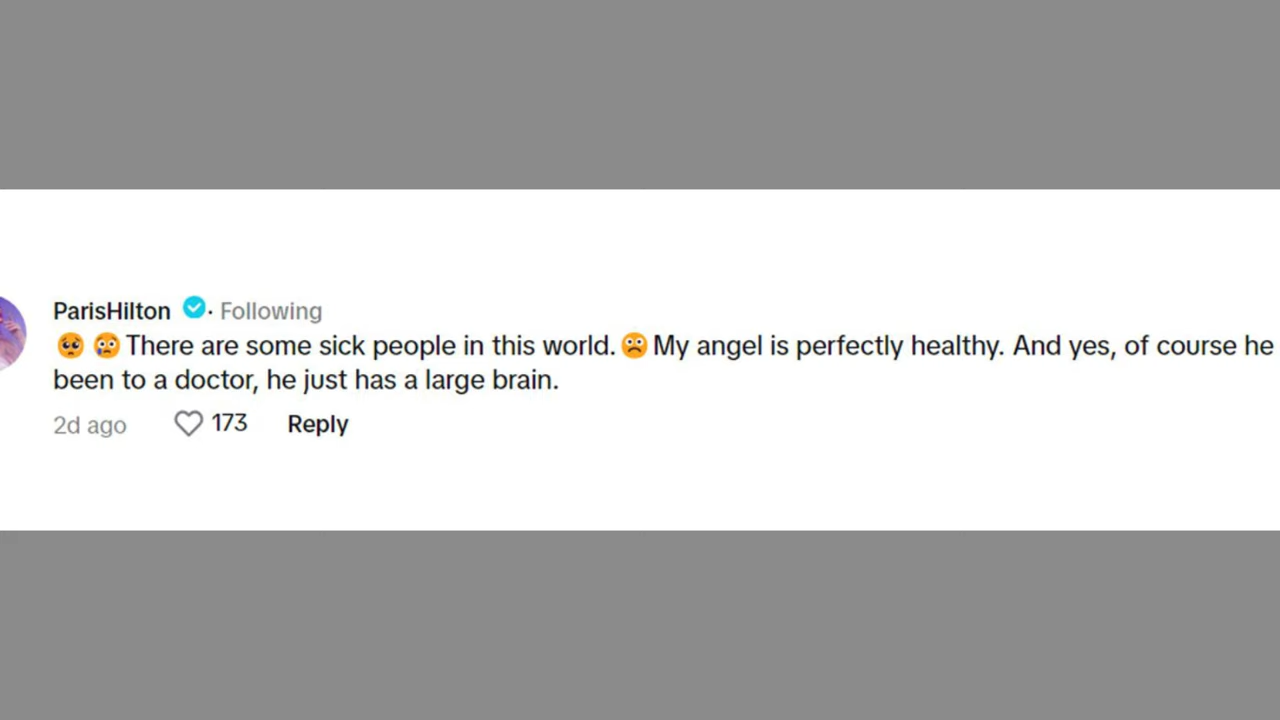 ParisHilton · Following
🥺 😢 There are some sick people in this world. 🙁 My angel is perfectly healthy. And yes, of course he
been to a doctor, he just has a large brain.
2d ago 173 Reply